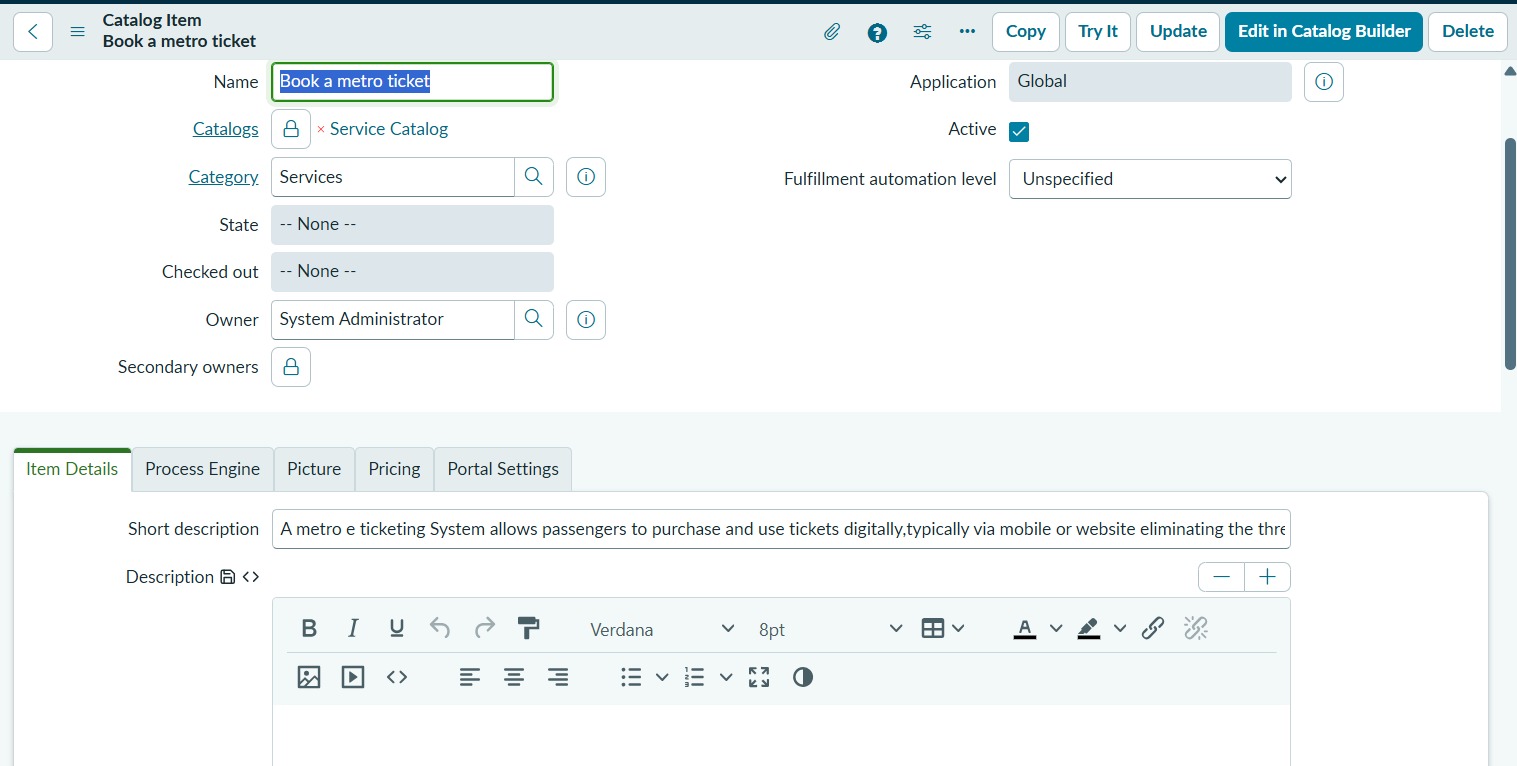 Catalog Item
Book a metro ticket
Copy
Try It
Update
Edit in Catalog Builder
Delete
Name
Book a metro ticket
Application
Global
Catalogs
× Service Catalog
Active
Category
Services
Fulfillment automation level
Unspecified
State
-- None --
Checked out
-- None --
Owner
System Administrator
Secondary owners
Item Details
Process Engine
Picture
Pricing
Portal Settings
Short description
A metro e ticketing System allows passengers to purchase and use tickets digitally,typically via mobile or website eliminating the thre
Description
Verdana
8pt